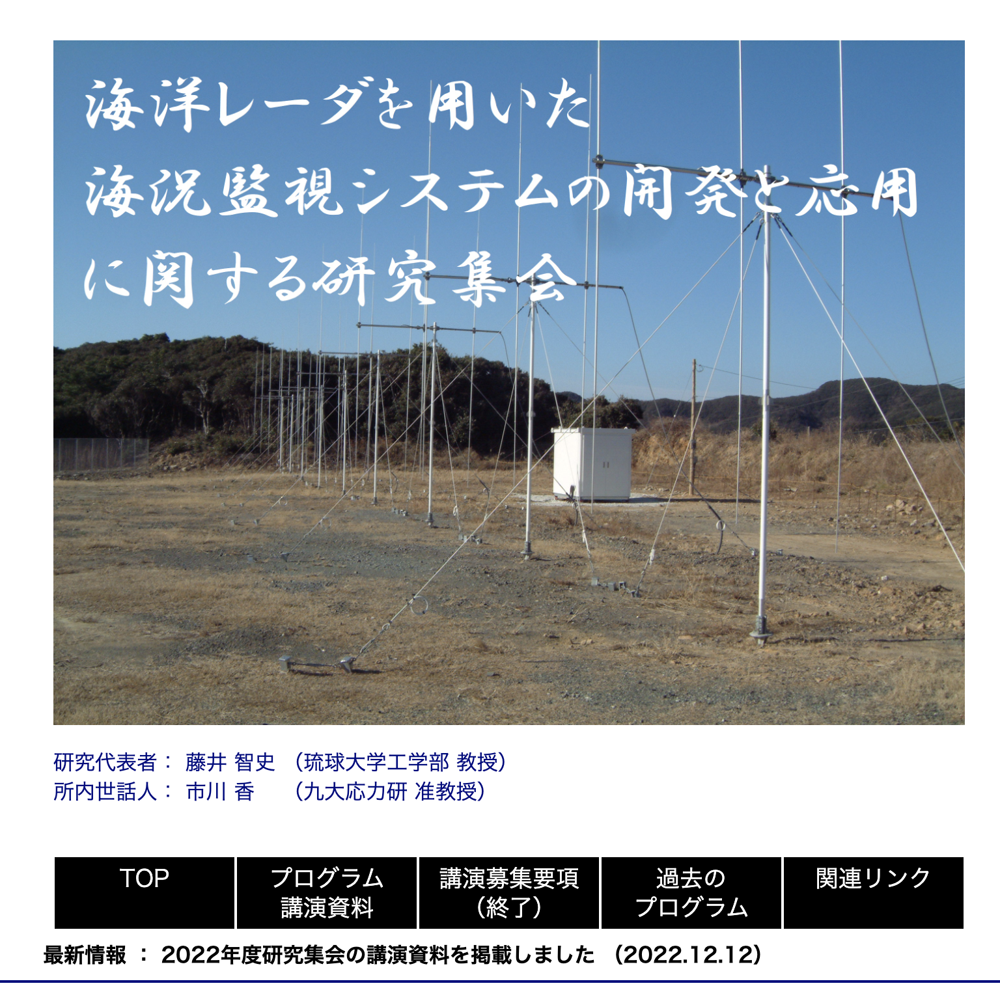 海洋レーダを用いた
海況監視システムの開発と応用
に関する研究集会
研究代表者： 藤井 智史 （琉球大学工学部 教授）
所内世話人： 市川 香 （九大応力研 准教授）
TOP
プログラム
講演資料
講演募集要項
（終了）
過去の
プログラム
関連リンク
最新情報 ： 2022年度研究集会の講演資料を掲載しました （2022.12.12）